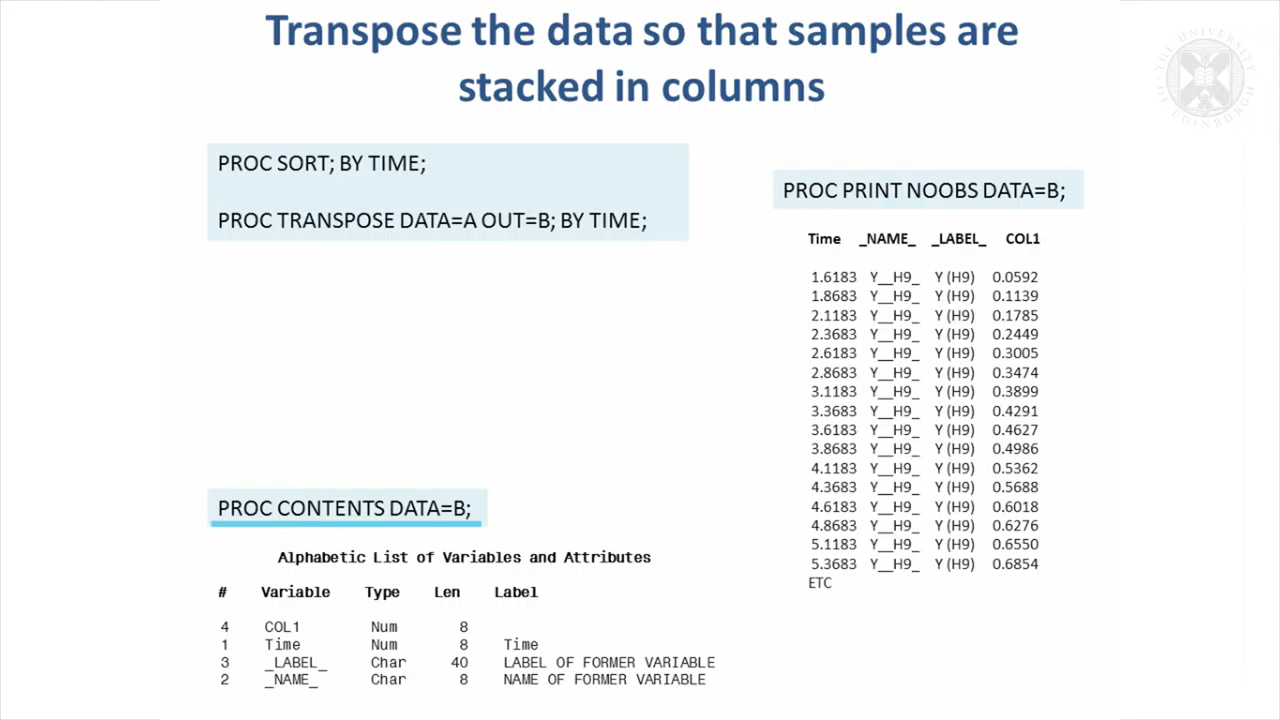 Transpose the data so that samples are
stacked in columns
THE UNIVERSITY OF EDINBURGH
PROC SORT; BY TIME;
PROC TRANSPOSE DATA=A OUT=B; BY TIME;
PROC PRINT NOOBS DATA=B;
Time _NAME_ _LABEL_ COL1
1.6183 Y__H9_ Y (H9) 0.0592
1.8683 Y__H9_ Y (H9) 0.1139
2.1183 Y__H9_ Y (H9) 0.1785
2.3683 Y__H9_ Y (H9) 0.2449
2.6183 Y__H9_ Y (H9) 0.3005
2.8683 Y__H9_ Y (H9) 0.3474
3.1183 Y__H9_ Y (H9) 0.3899
3.3683 Y__H9_ Y (H9) 0.4291
3.6183 Y__H9_ Y (H9) 0.4627
3.8683 Y__H9_ Y (H9) 0.4986
4.1183 Y__H9_ Y (H9) 0.5362
4.3683 Y__H9_ Y (H9) 0.5688
4.6183 Y__H9_ Y (H9) 0.6018
4.8683 Y__H9_ Y (H9) 0.6276
5.1183 Y__H9_ Y (H9) 0.6550
5.3683 Y__H9_ Y (H9) 0.6854
ETC
PROC CONTENTS DATA=B;
Alphabetic List of Variables and Attributes
# Variable Type Len Label
4 COL1 Num 8
1 Time Num 8 Time
3 _LABEL_ Char 40 LABEL OF FORMER VARIABLE
2 _NAME_ Char 8 NAME OF FORMER VARIABLE